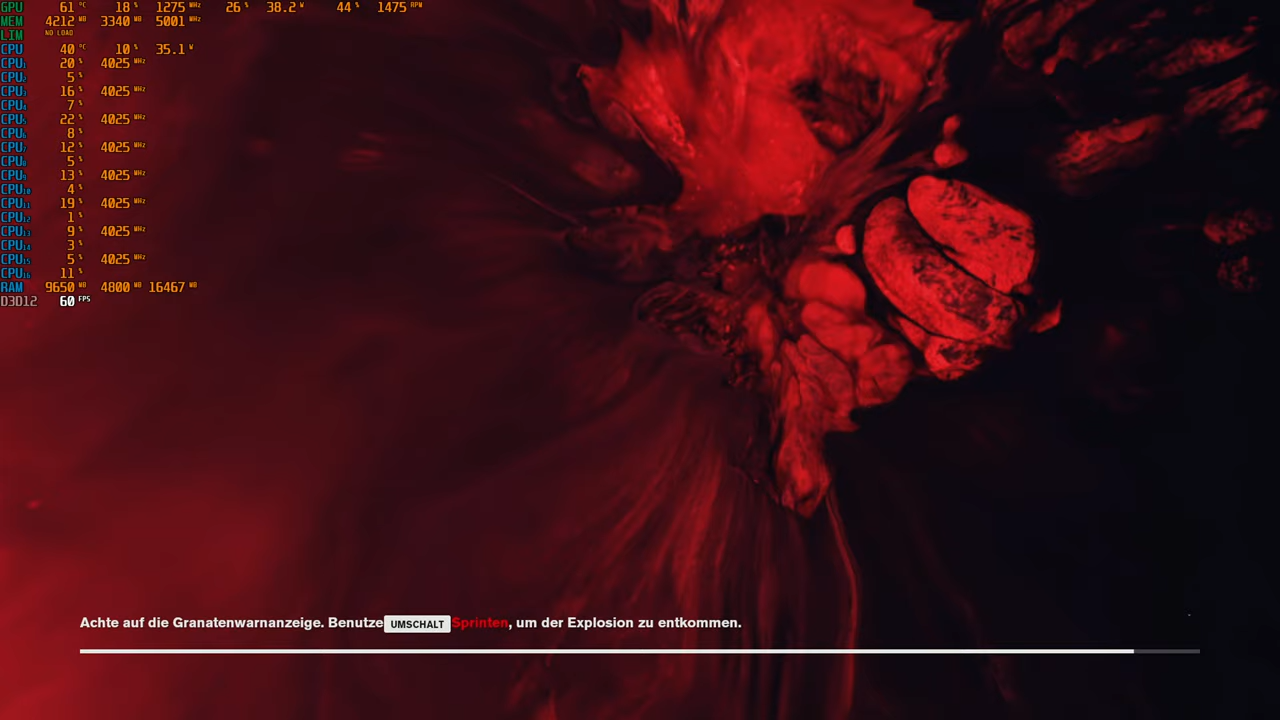 GPU 61 °C 18 % 1275 MHz 26 % 38.2 W 44 % 1475 RPM
MEM 4212 MB 3340 MB 5001 MHz
LIM NO LOAD
CPU 40 °C 10 % 35.1 W
CPU1 20 % 4025 MHz
CPU2 5 %
CPU3 16 % 4025 MHz
CPU4 7 %
CPU5 22 % 4025 MHz
CPU6 8 %
CPU7 12 % 4025 MHz
CPU8 5 %
CPU9 13 % 4025 MHz
CPU10 4 %
CPU11 19 % 4025 MHz
CPU12 1 %
CPU13 9 % 4025 MHz
CPU14 3 %
CPU15 5 % 4025 MHz
CPU16 11 %
RAM 9650 MB 4800 MB 16467 MB
D3D12 60 FPS
Achte auf die Granatenwarnanzeige. Benutze UMSCHALT Sprinten, um der Explosion zu entkommen.